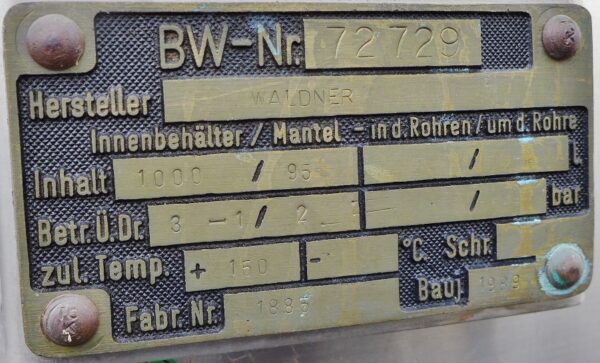 BW-Nr. 72729
Hersteller WALDNER
Innenbehälter / Mantel - in d. Rohren / um d. Rohre
Inhalt 1000 / 95 / l
Betr. Ü. Dr. 3 -1 / 2 / bar
zul. Temp. + 150 - °C Schr.
Fabr. Nr. 1885 Bauj. 1989